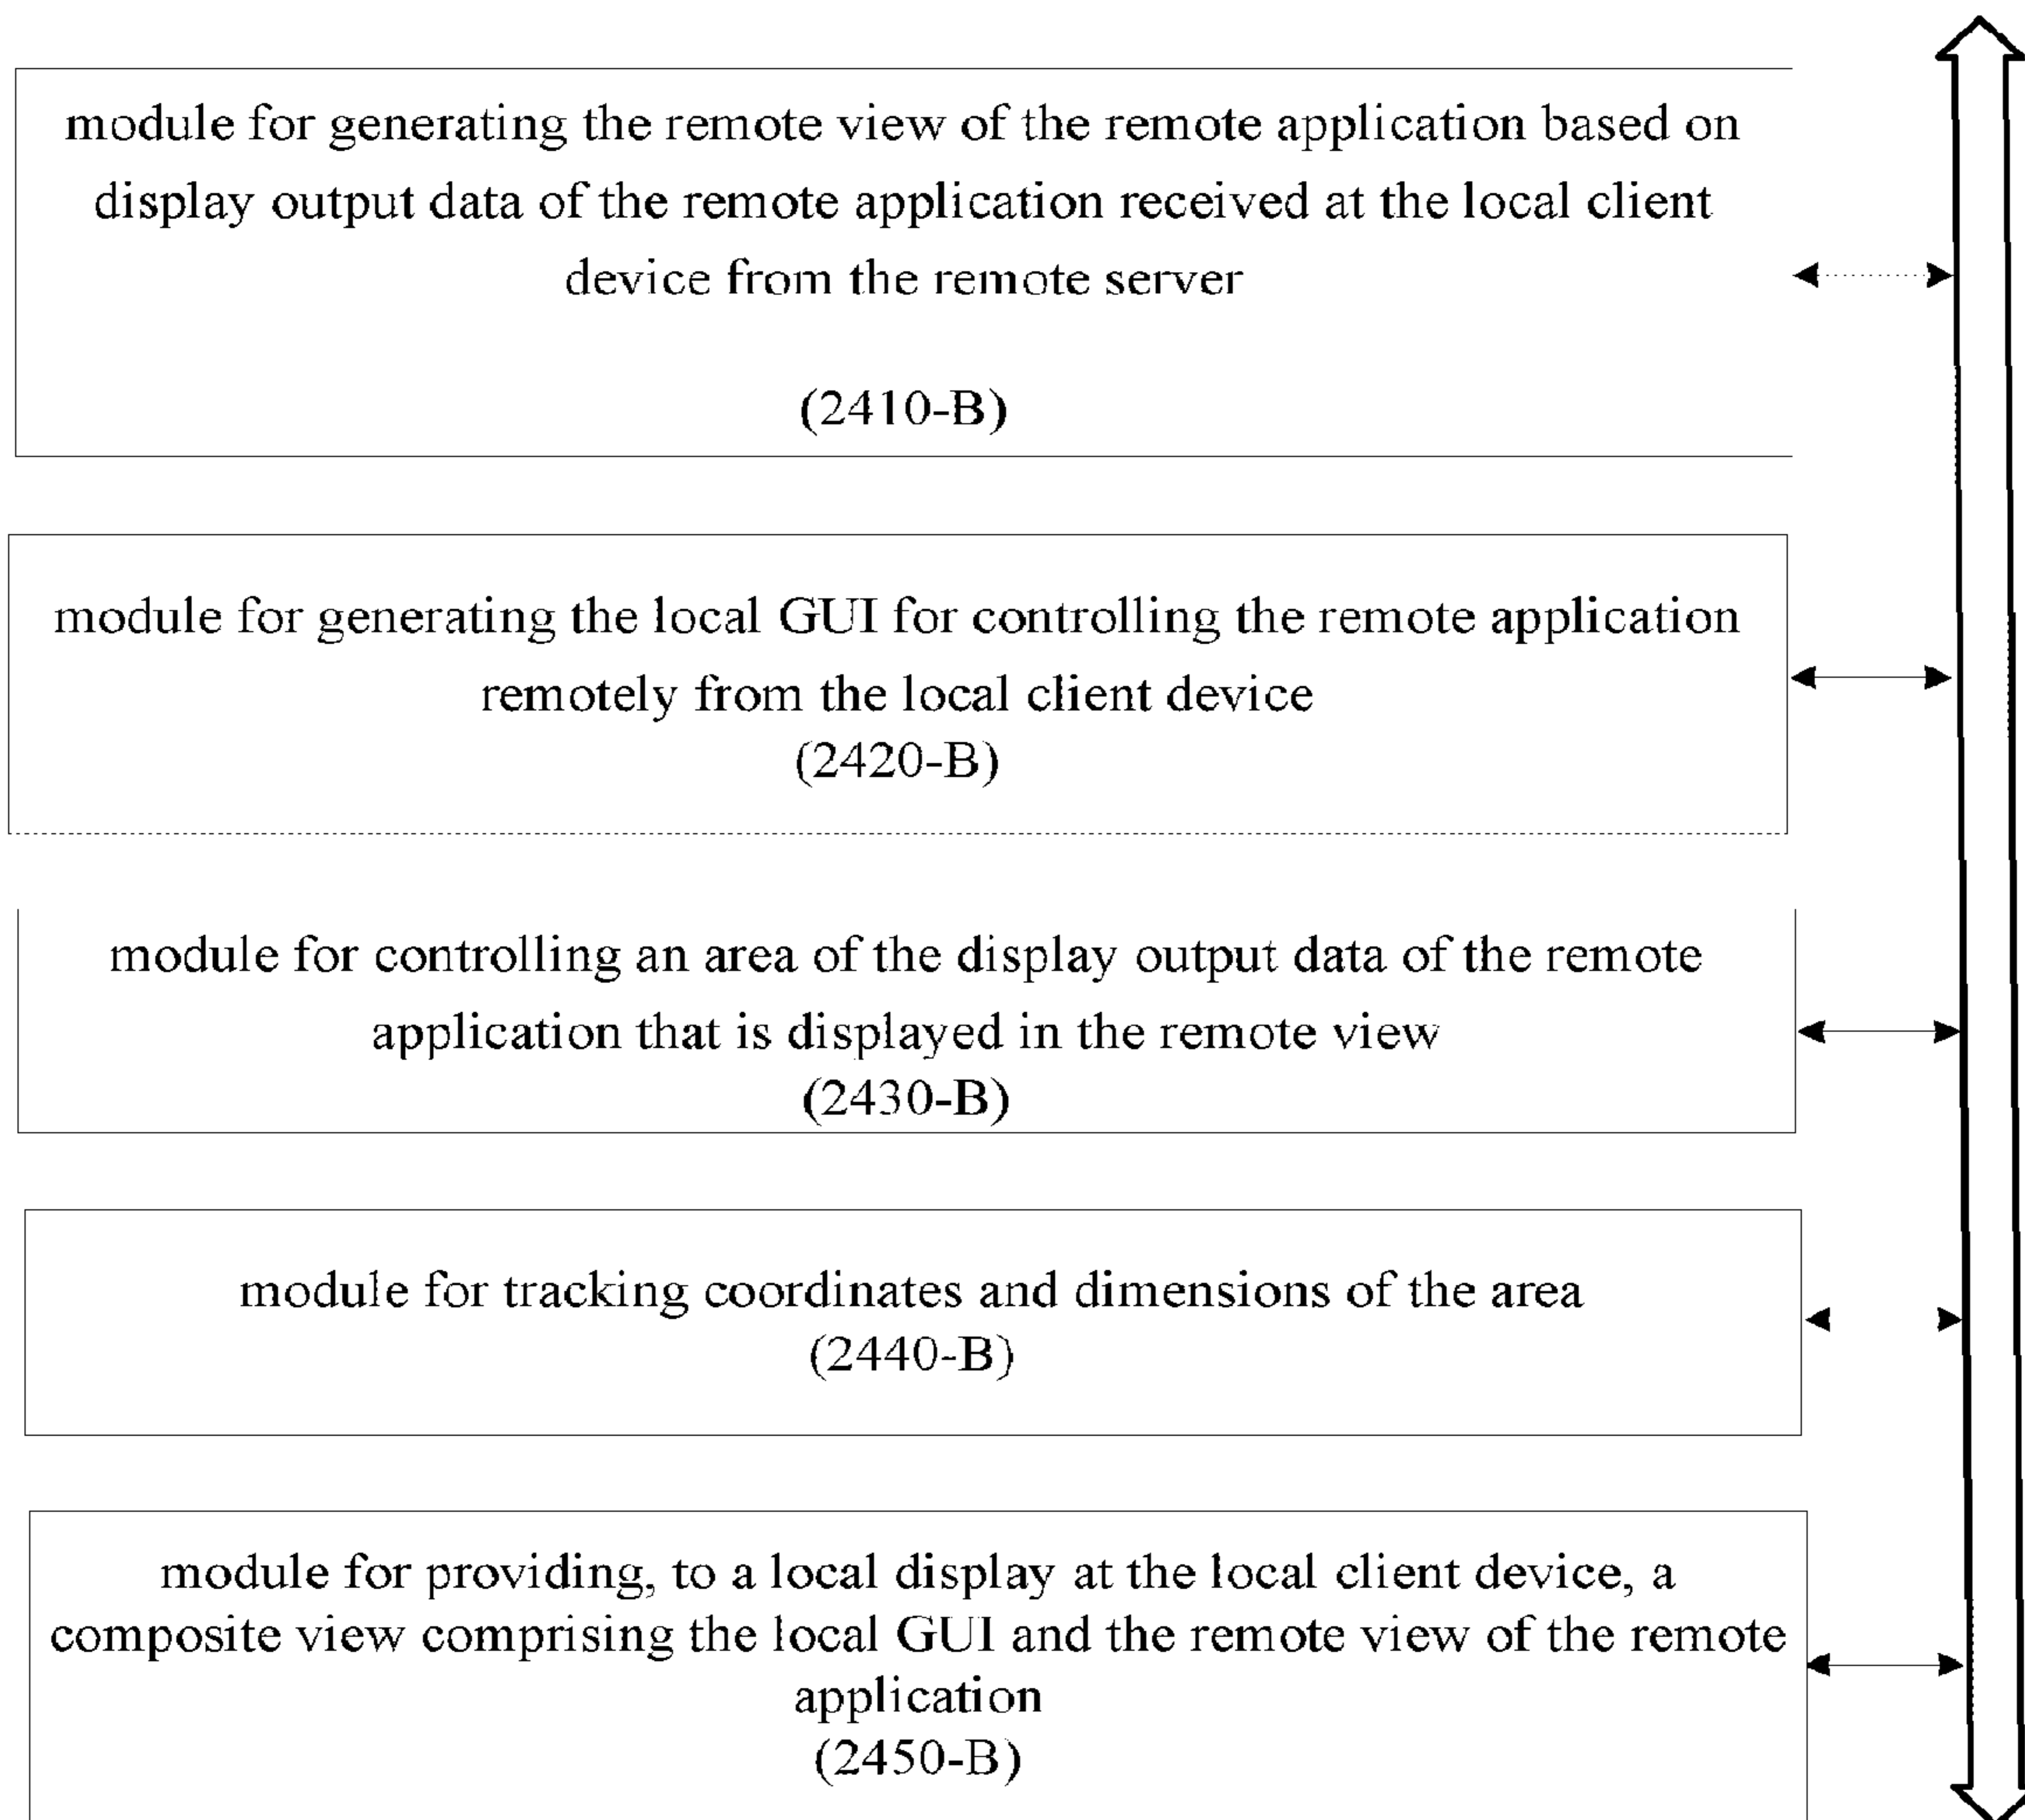 module for generating the remote view of the remote application based on
display output data of the remote application received at the local client
device from the remote server
(2410-B)
module for generating the local GUI for controlling the remote application
remotely from the local client device
(2420-B)
module for controlling an area of the display output data of the remote
application that is displayed in the remote view
(2430-B)
module for tracking coordinates and dimensions of the area
(2440-B)
module for providing, to a local display at the local client device, a
composite view comprising the local GUI and the remote view of the remote
application
(2450-B)